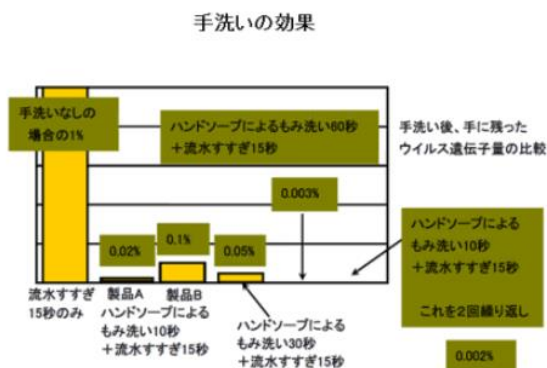 手洗いの効果
手洗いなしの
場合の1%
ハンドソープによるもみ洗い60秒
+流水すすぎ15秒
手洗い後、手に残った
ウイルス遺伝子量の比較
0.003%
0.02%
0.1%
0.05%
ハンドソープによる
もみ洗い10秒
+流水すすぎ15秒
これを2回繰り返し
0.002%
流水すすぎ
15秒のみ
製品A 製品B
ハンドソープによる
もみ洗い10秒
+流水すすぎ15秒
ハンドソープによる
もみ洗い30秒
+流水すすぎ15秒